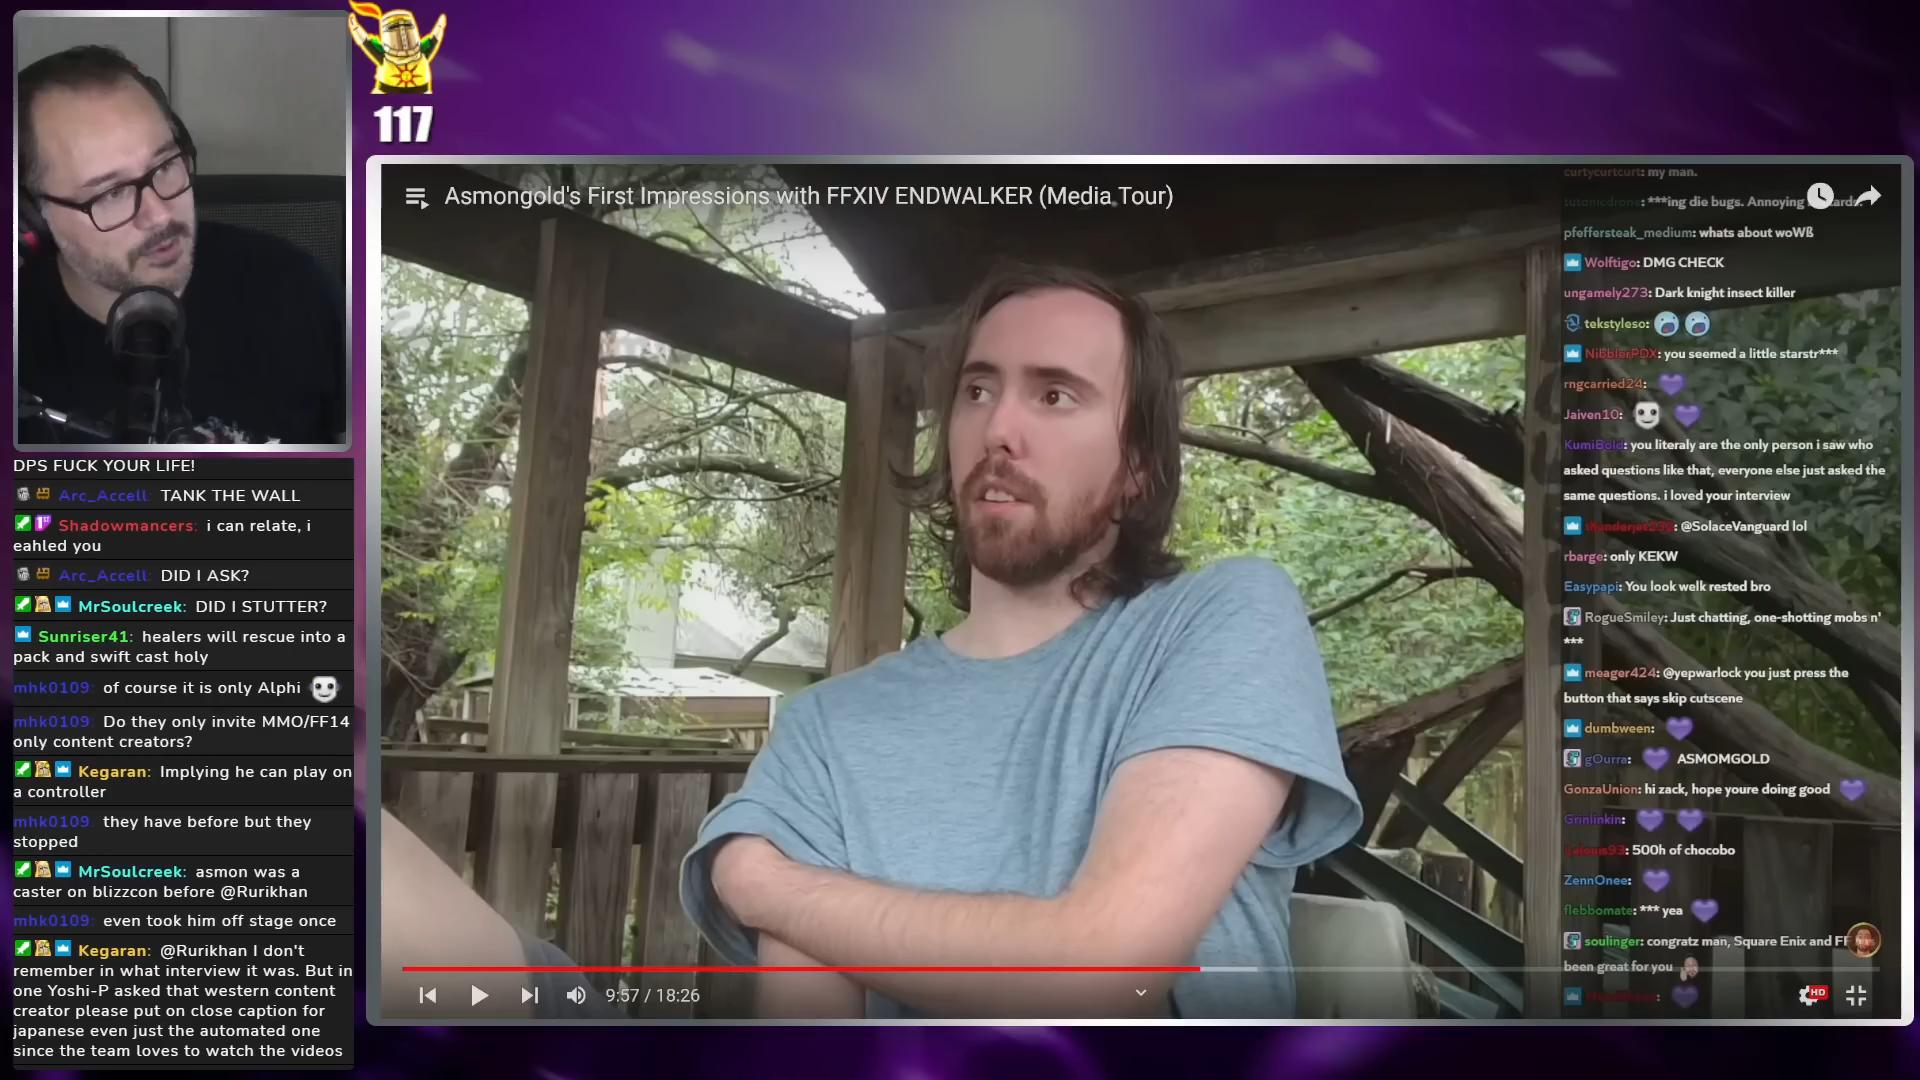 117
Asmongold's First Impressions with FFXIV ENDWALKER (Media Tour)
DPS FUCK YOUR LIFE!
Arc_Accell: TANK THE WALL
Shadowmancers: i can relate, i
eahled you
Arc_Accell: DID I ASK?
MrSoulcreek: DID I STUTTER?
Sunriser41: healers will rescue into a
pack and swift cast holy
mhk0109: of course it is only Alphi
mhk0109: Do they only invite MMO/FF14
only content creators?
Kegaran: Implying he can play on
a controller
mhk0109: they have before but they
stopped
MrSoulcreek: asmon was a
caster on blizzcon before @Rurikhan
mhk0109: even took him off stage once
Kegaran: @Rurikhan I don't
remember in what interview it was. But in
one Yoshi-P asked that western content
creator please put on close caption for
japanese even just the automated one
since the team loves to watch the videos
curtycurtcurt: my man.
tutonicdrone: ***ing die bugs. Annoying
pfeffersteak_medium: whats about woWß
Wolftigo: DMG CHECK
ungamely273: Dark knight insect killer
tekstyleso:
NibblerPDX: you seemed a little starstr***
rngcarried24:
Jaiven10:
KumiBold: you literaly are the only person i saw who
asked questions like that, everyone else just asked the
same questions. i loved your interview
@SolaceVanguard lol
rbarge: only KEKW
Easypapi: You look welk rested bro
RogueSmiley: Just chatting, one-shotting mobs n'
***
meager424: @yepwarlock you just press the
button that says skip cutscene
dumbween:
gOurra: ASMOMGOLD
GonzaUnion: hi zack, hope youre doing good
Grinlinkin:
500h of chocobo
ZennOnee:
flebbomate: *** yea
soulinger: congratz man, Square Enix and FF
been great for you
9:57 / 18:26
HD